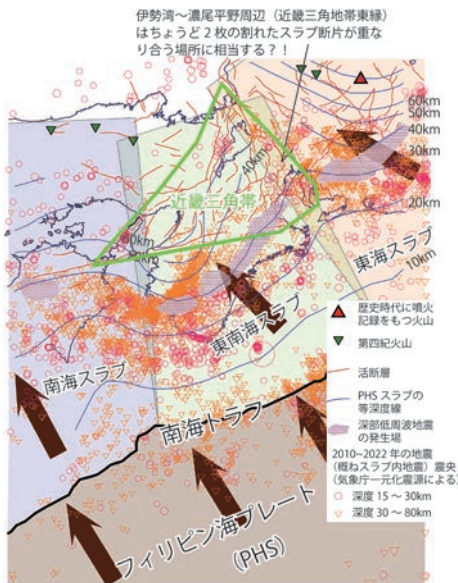 伊勢湾~濃尾平野周辺(近畿三角地帯東縁)
はちょうど2枚の割れたスラブ断片が重な
り合う場所に相当する?!
60km
50km
40km
30km
20km
40km
近畿三角帯
東海スラブ
10km
東南海スラブ
南海スラブ
南海トラフ
フィリピン海プレート
(PHS)
歴史時代に噴火
記録をもつ火山
第四紀火山
活断層
PHSスラブの
等深度線
深部低周波地震
の発生場
2010~2022年の地震
(概ねスラブ内地震)震央
(気象庁一元化震源による)
深度 15~30km
深度 30~80km